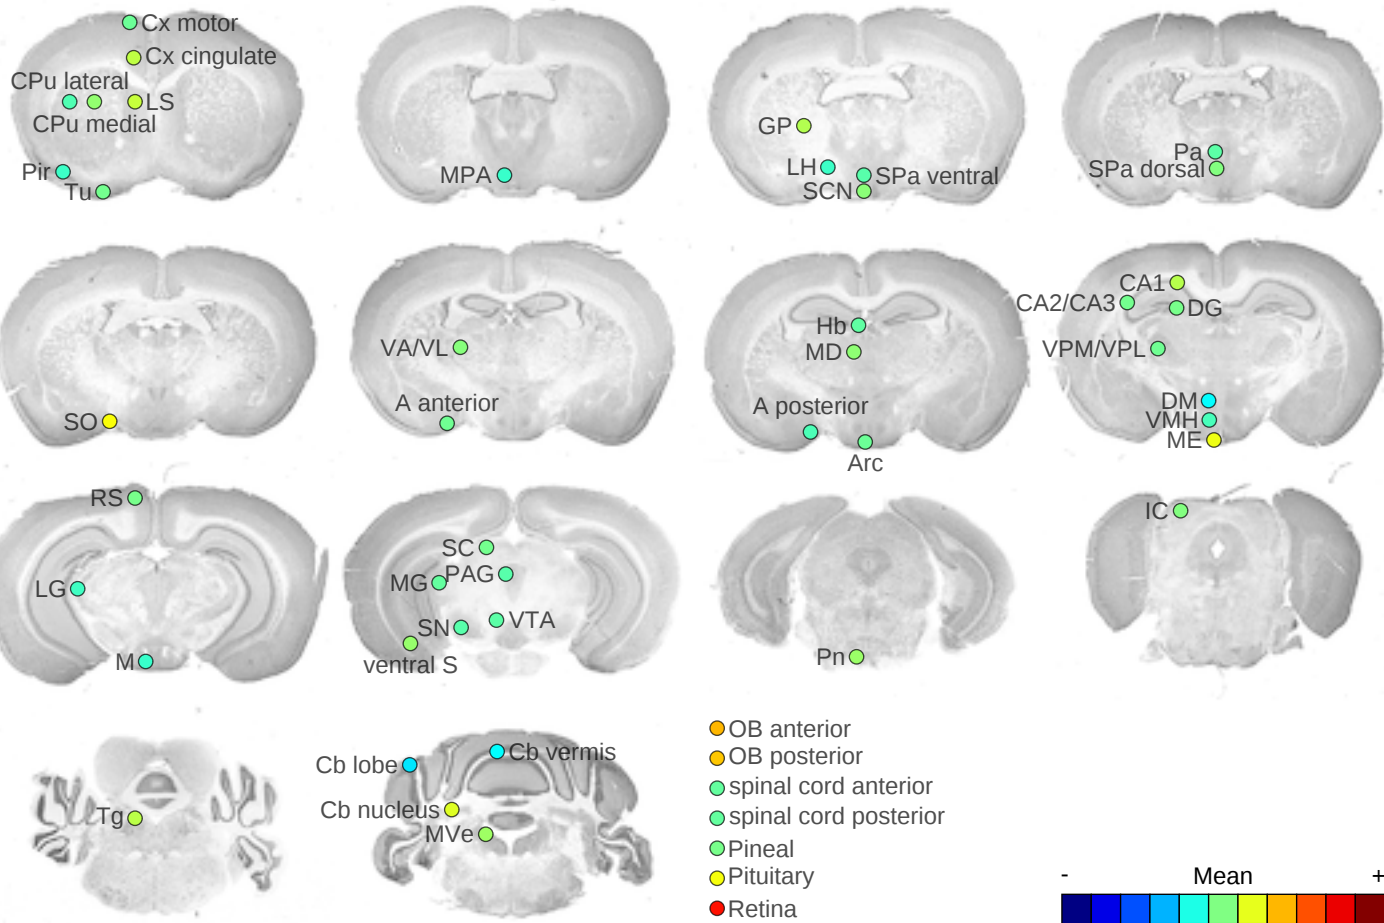 Cx motor
Cx cingulate
CPu lateral
LS
CPu medial
Pir
Tu
MPA
GP
LH
SPa ventral
SCN
Pa
SPa dorsal
SO
VA/VL
A anterior
Hb
MD
A posterior
Arc
CA1
CA2/CA3
DG
VPM/VPL
DM
VMH
ME
RS
LG
M
SC
MG
PAG
SN
VTA
ventral S
Pn
IC
Tg
Cb lobe
Cb vermis
Cb nucleus
MVe
OB anterior
OB posterior
spinal cord anterior
spinal cord posterior
Pineal
Pituitary
Retina
- Mean +